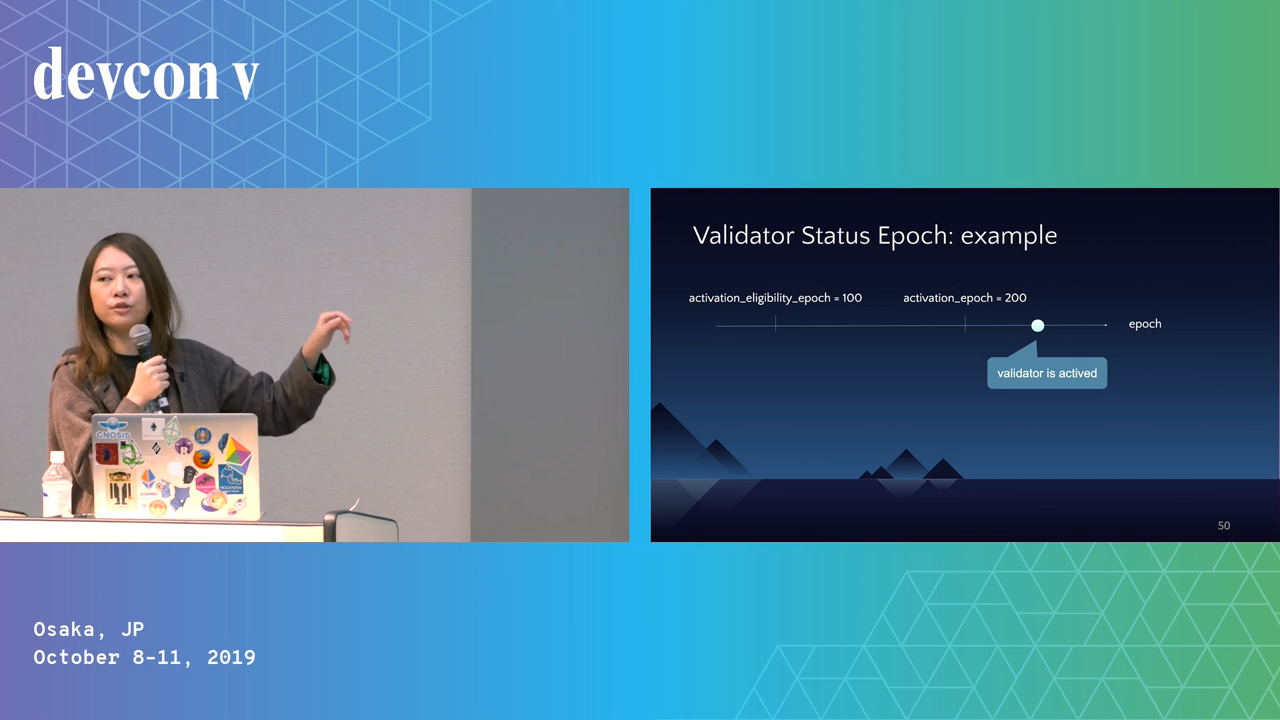 devcon v
Validator Status Epoch: example
activation_eligibility_epoch = 100
activation_epoch = 200
epoch
validator is actived
50
GNOSIS
Osaka, JP
October 8-11, 2019